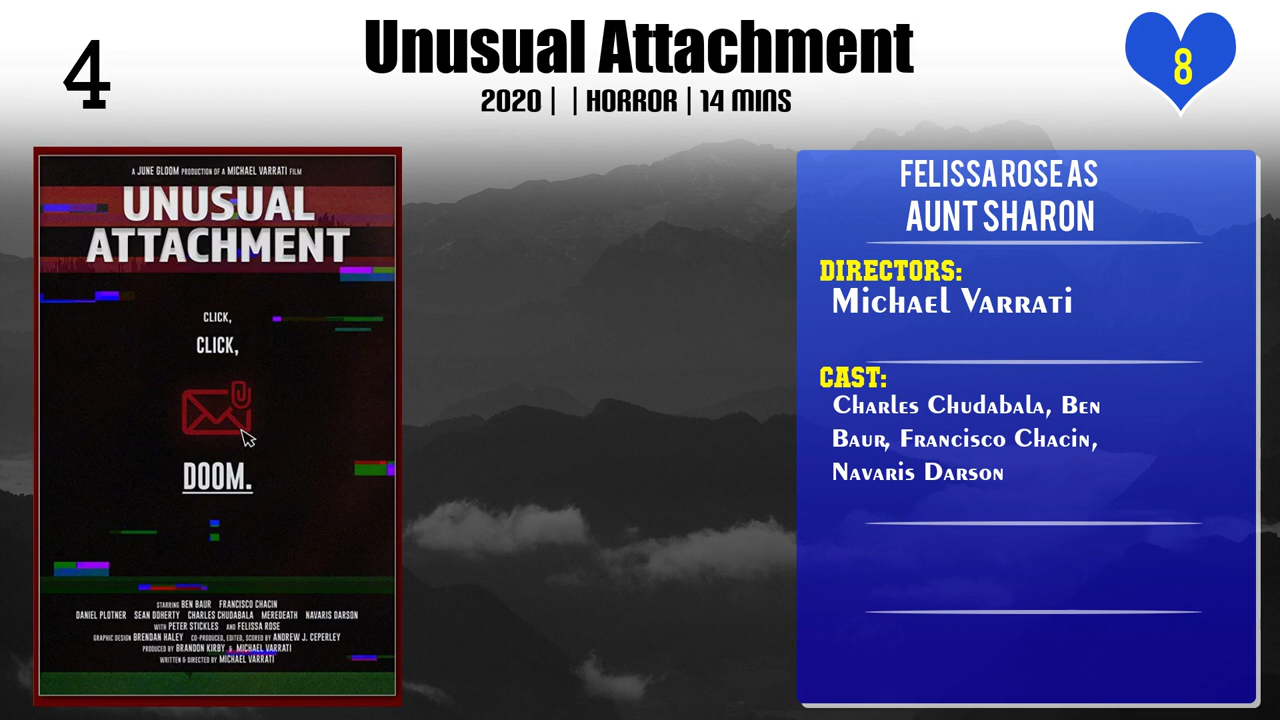 4
Unusual Attachment
2020 | | HORROR | 14 MINS
8
A JUNE GLOOM PRODUCTION OF A MICHAEL VARRATI FILM
UNUSUAL
ATTACHMENT
CLICK,
CLICK,
DOOM.
STARRING BEN BAUR FRANCISCO CHACIN
DANIEL PLOTNER SEAN DOHERTY CHARLES CHUDABALA MEREDEATH NAVARIS DARSON
WITH PETER STICKLES AND FELISSA ROSE
GRAPHIC DESIGN BRENDAN HALEY CO-PRODUCED, EDITED, SCORED BY ANDREW J. CEPERLEY
PRODUCED BY BRANDON KIRBY & MICHAEL VARRATI
WRITTEN & DIRECTED BY MICHAEL VARRATI
FELISSA ROSE AS
AUNT SHARON
DIRECTORS:
Michael Varrati
CAST:
Charles Chudabala, Ben
Baur, Francisco Chacin,
Navaris Darson